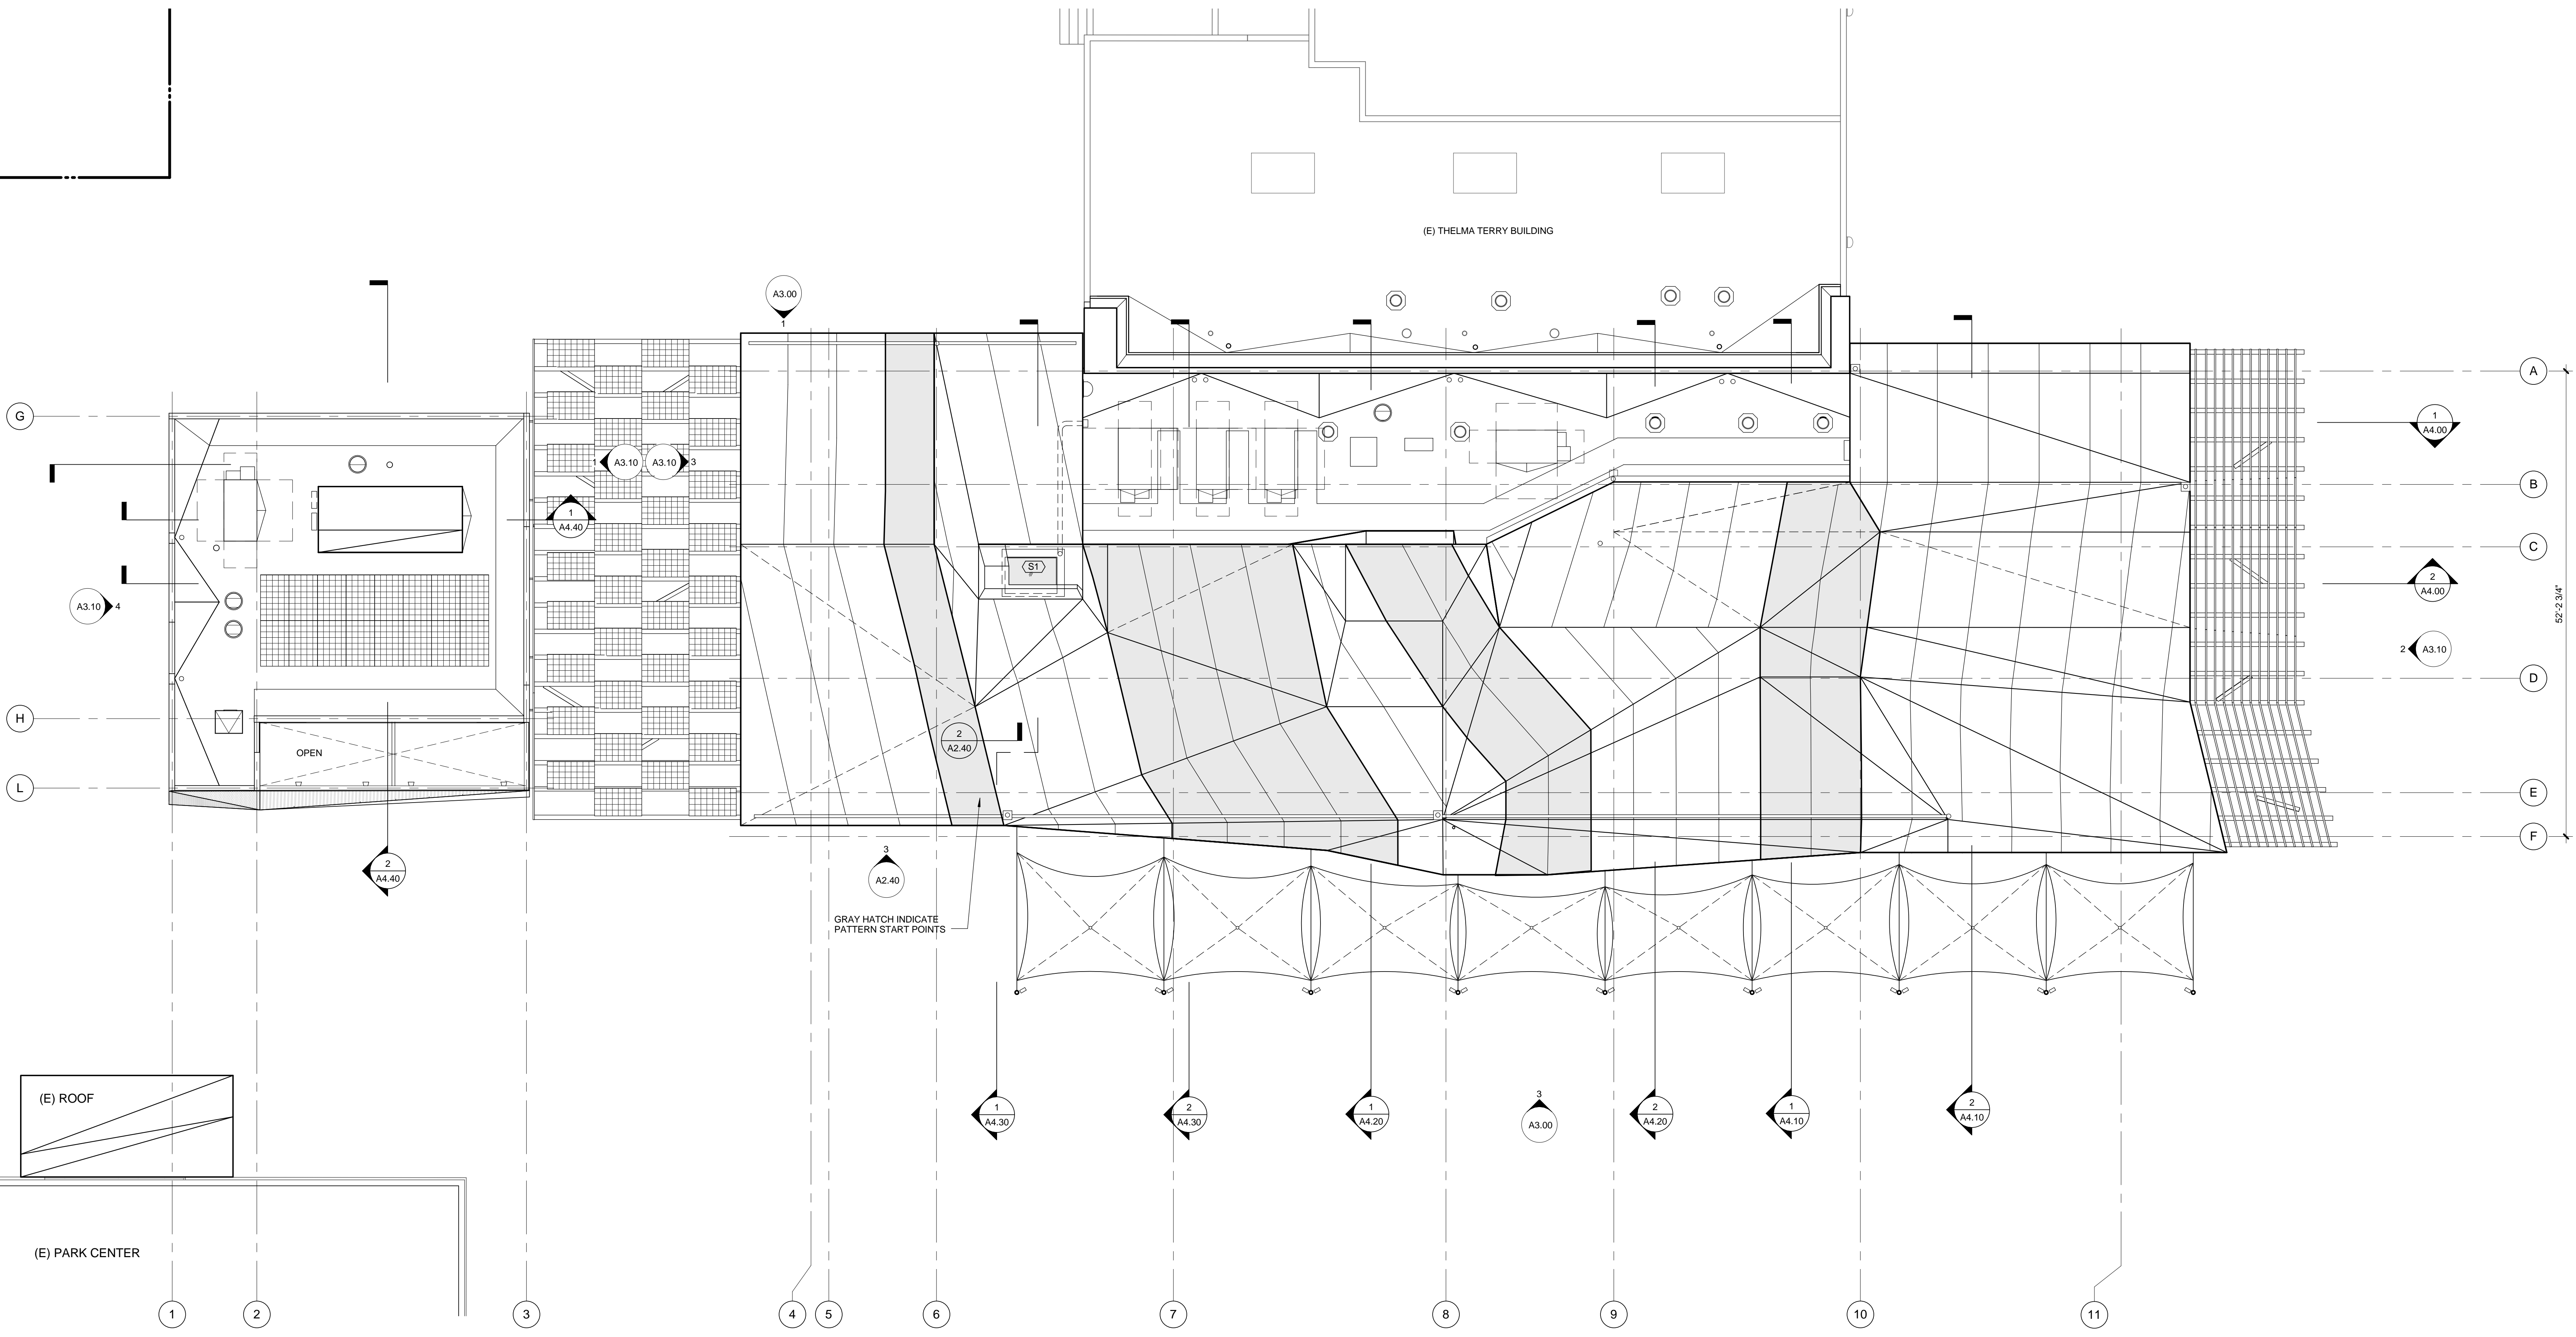 (E) THELMA TERRY BUILDING
A3.00
1
A
G
1
A4.00
1
A3.10
A3.10
3
B
1
A4.40
C
S1
2
A4.00
A3.10
4
52'-2 3/4"
2
A3.10
D
H
2
A2.40
OPEN
L
E
F
3
A2.40
2
A4.40
GRAY HATCH INDICATE
PATTERN START POINTS
(E) ROOF
1
A4.30
2
A4.30
1
A4.20
3
A3.00
2
A4.20
1
A4.10
2
A4.10
(E) PARK CENTER
1
2
3
4
5
6
7
8
9
10
11